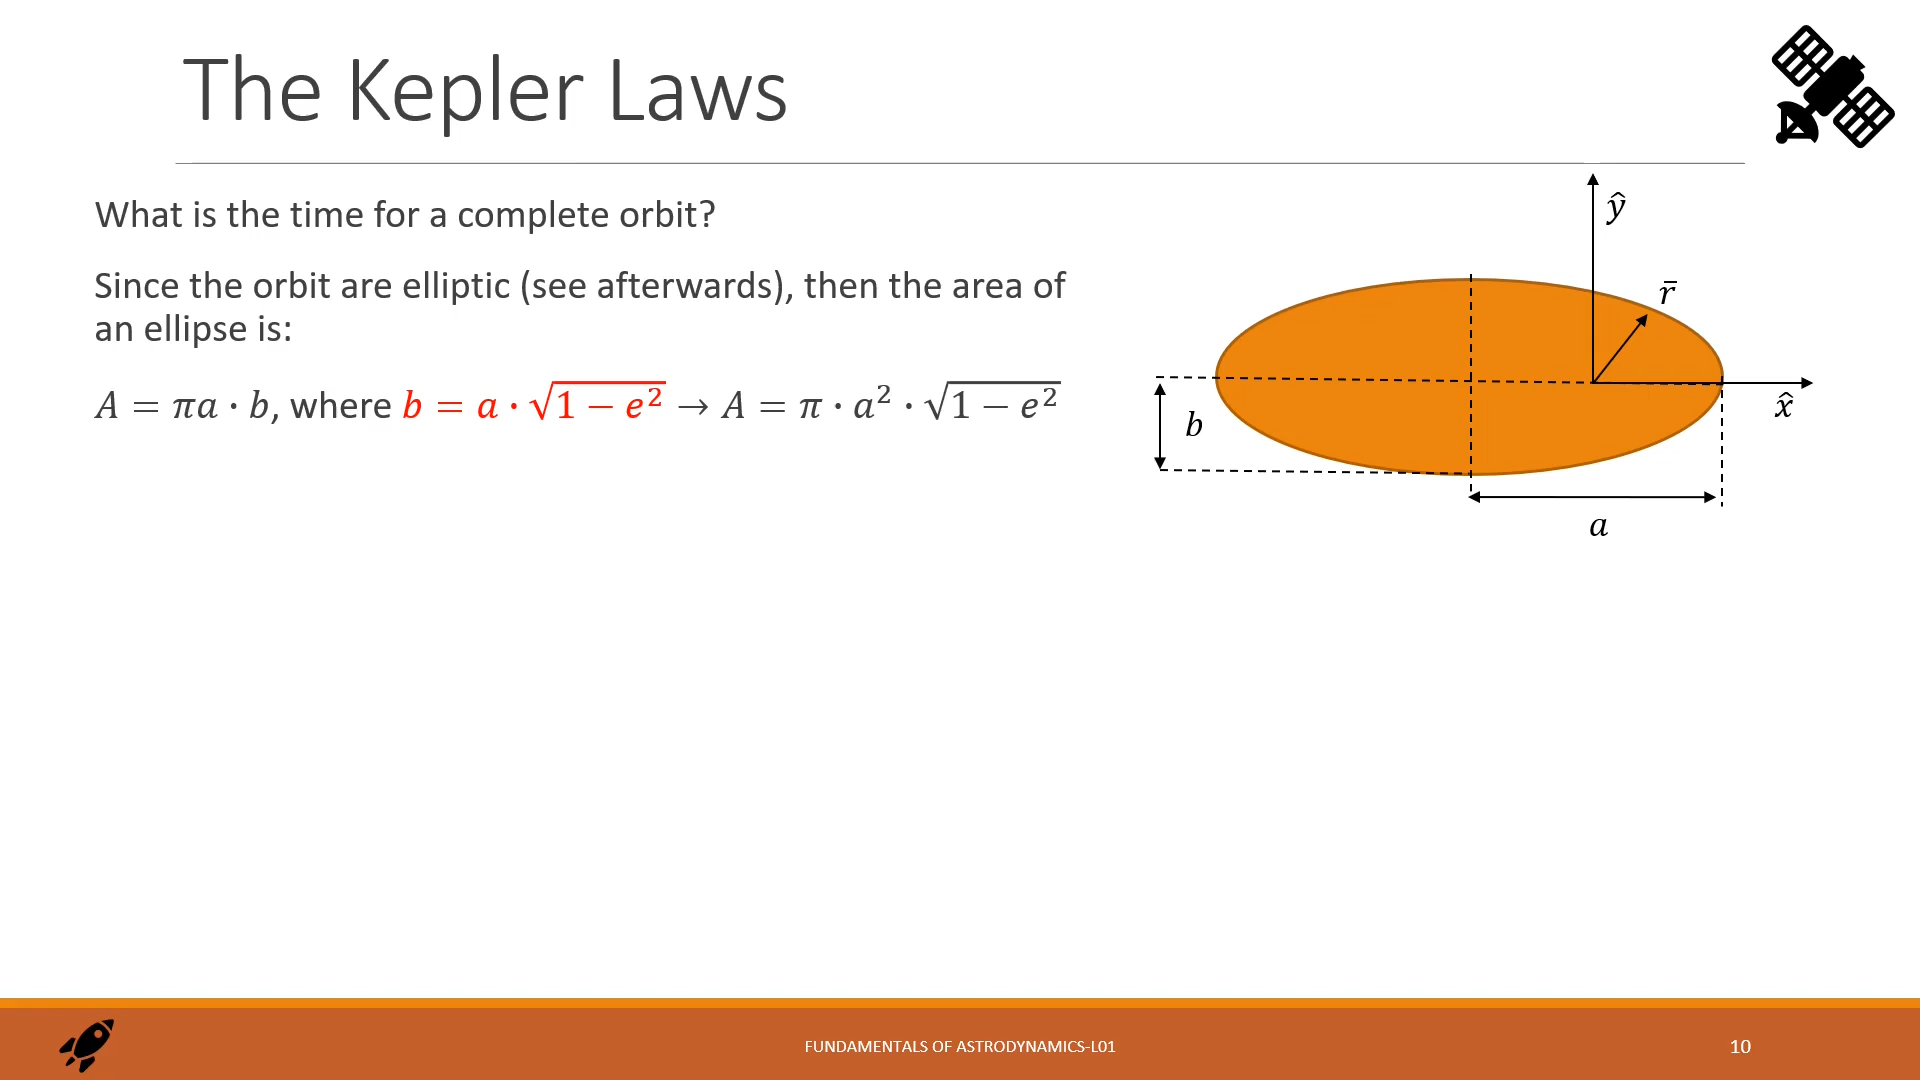 The Kepler Laws
What is the time for a complete orbit?
Since the orbit are elliptic (see afterwards), then the area of
an ellipse is:
A = πa · b, where b = a · √(1 − e²) → A = π · a² · √(1 − e²)
ŷ
r̄
x̂
b
a
FUNDAMENTALS OF ASTRODYNAMICS-L01
10